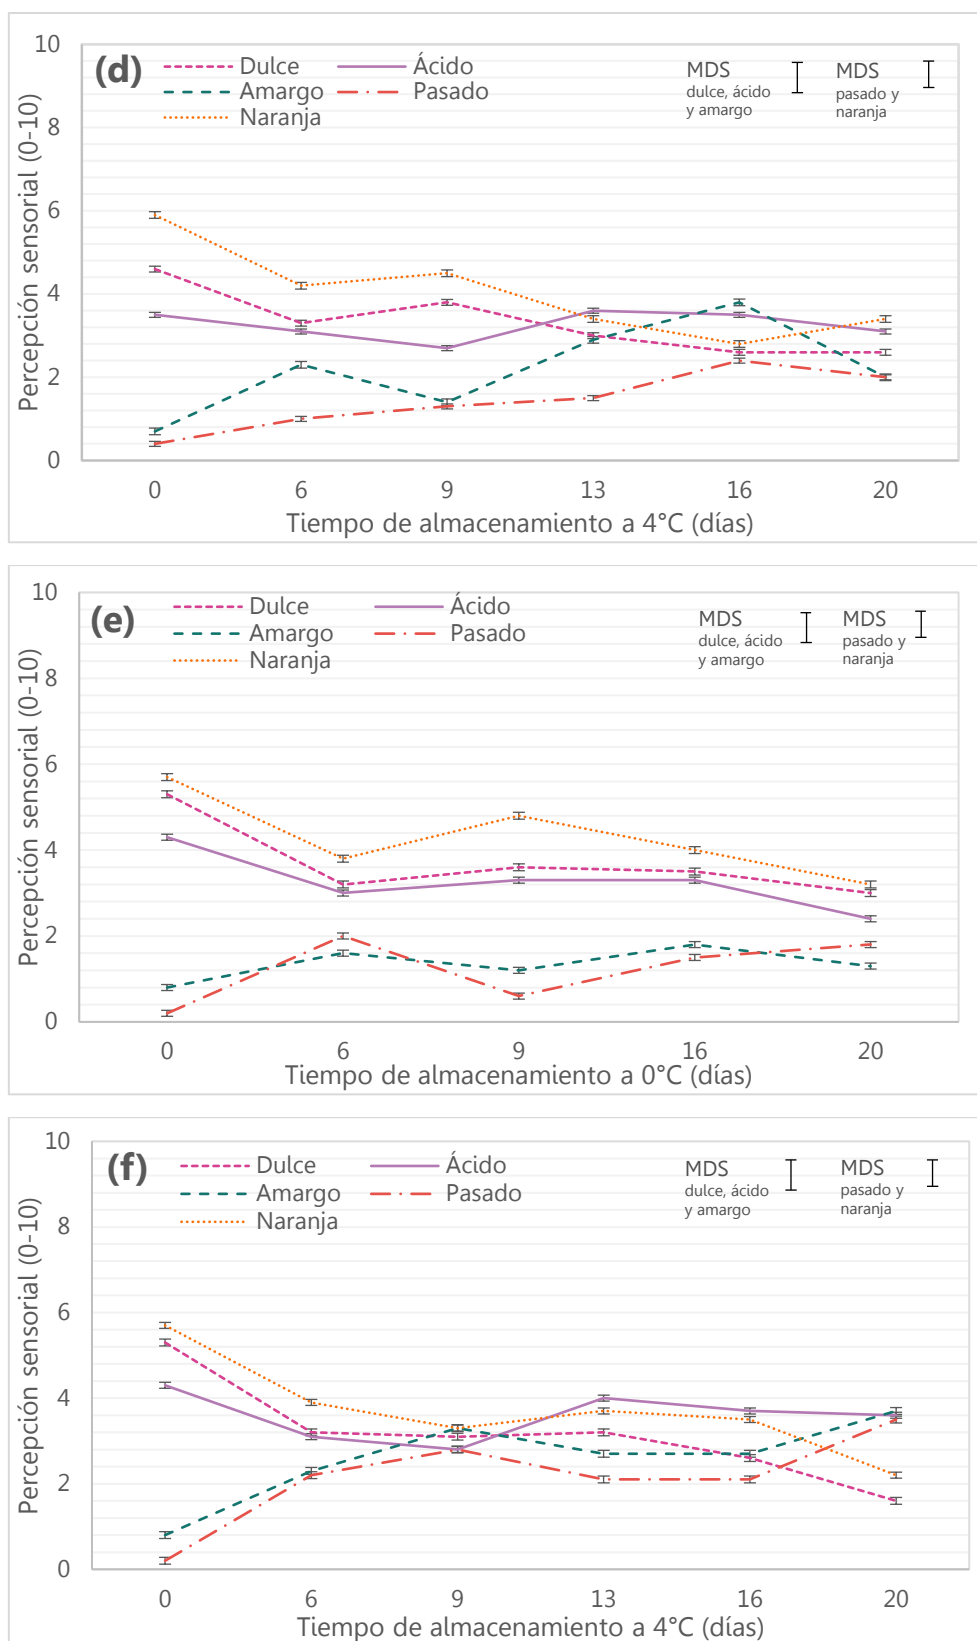 10
(d)
Dulce
Ácido
MDS
dulce, ácido
y amargo
MDS
pasado y
naranja
Amargo
Pasado
Naranja
8
6
4
2
0
Percepción sensorial (0-10)
0 6 9 13 16 20
Tiempo de almacenamiento a 4°C (días)
10
(e)
Dulce
Ácido
MDS
dulce, ácido
y amargo
MDS
pasado y
naranja
Amargo
Pasado
Naranja
8
6
4
2
0
Percepción sensorial (0-10)
0 6 9 16 20
Tiempo de almacenamiento a 0°C (días)
10
(f)
Dulce
Ácido
MDS
dulce, ácido
y amargo
MDS
pasado y
naranja
Amargo
Pasado
Naranja
8
6
4
2
0
Percepción sensorial (0-10)
0 6 9 13 16 20
Tiempo de almacenamiento a 4°C (días)